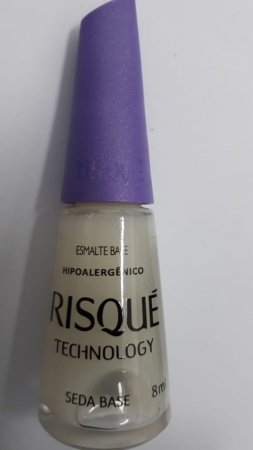 ESMALTE BASE
HIPOALERGÊNICO
RISQUÉ
TECHNOLOGY
SEDA BASE
8ml